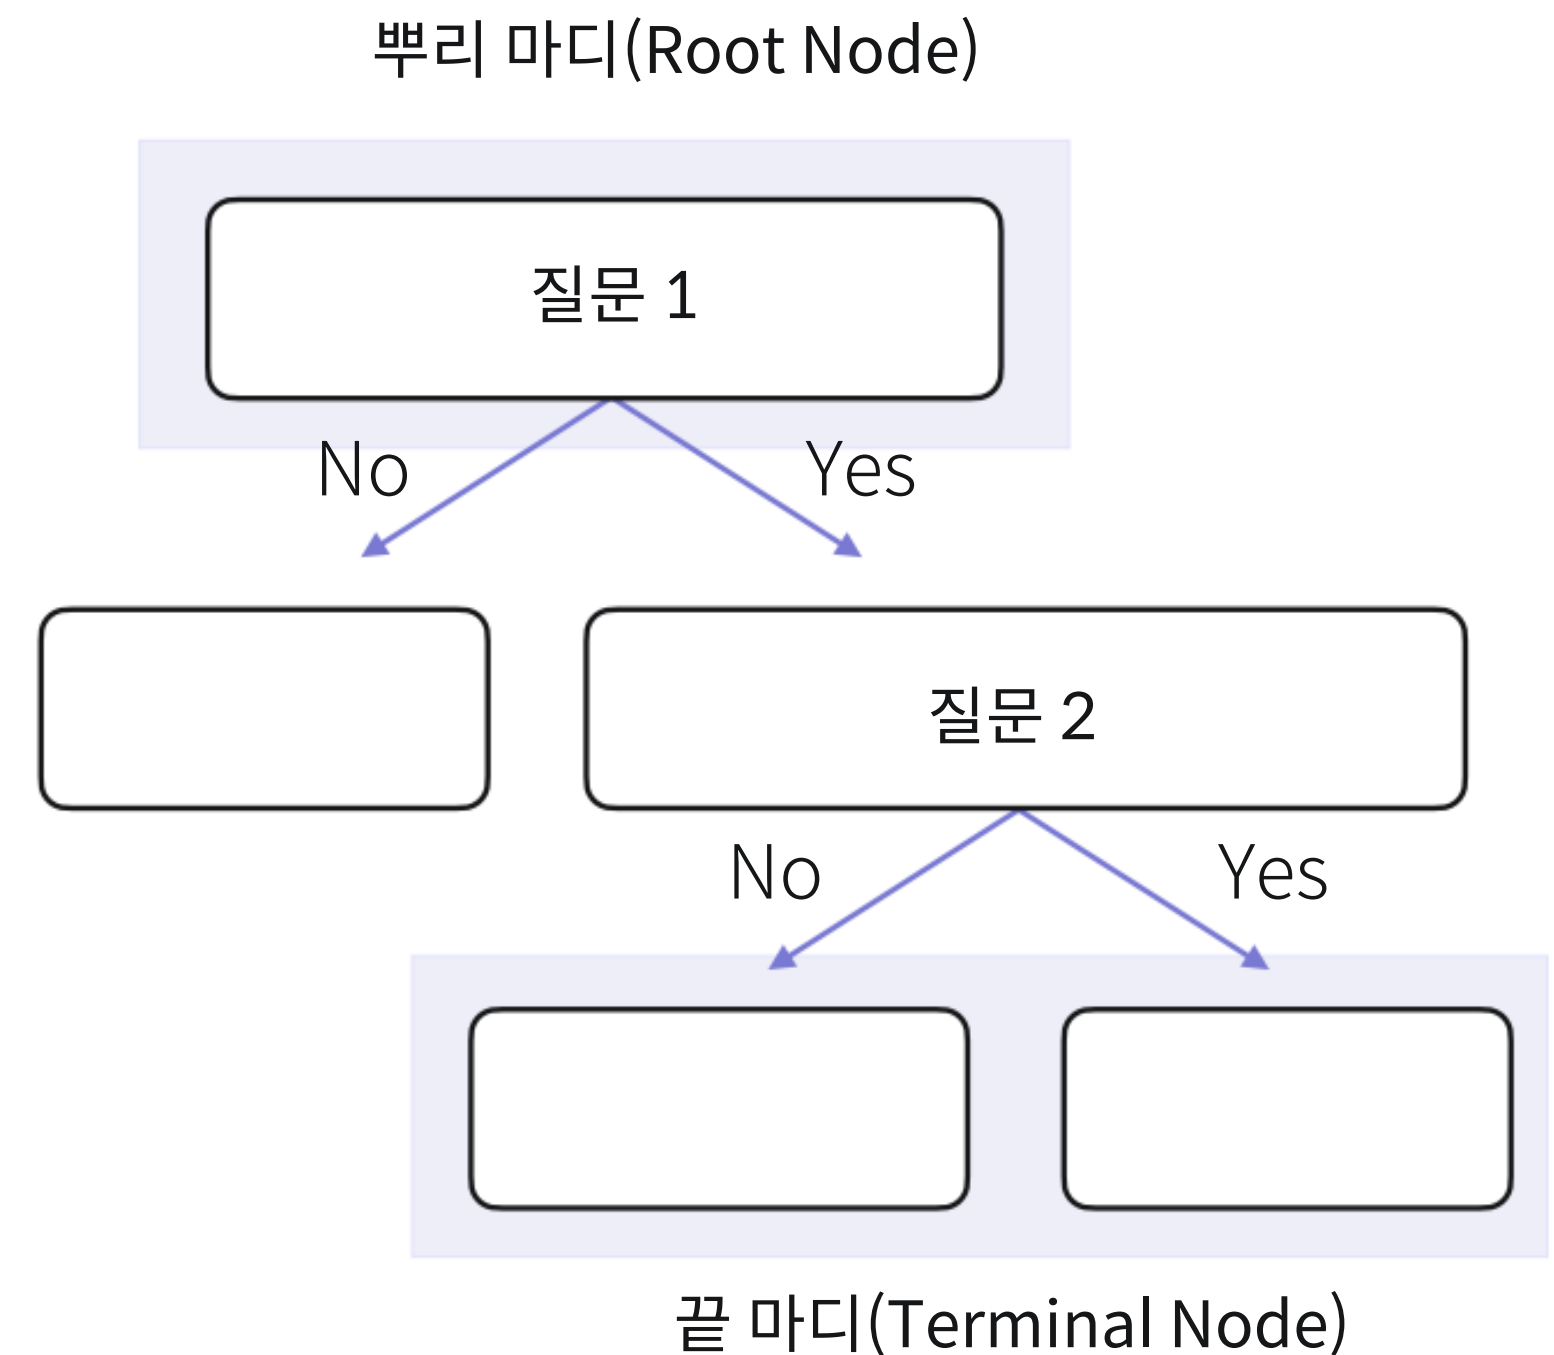 뿌리 마디(Root Node)
질문 1
No
Yes
질문 2
No
Yes
끝 마디(Terminal Node)